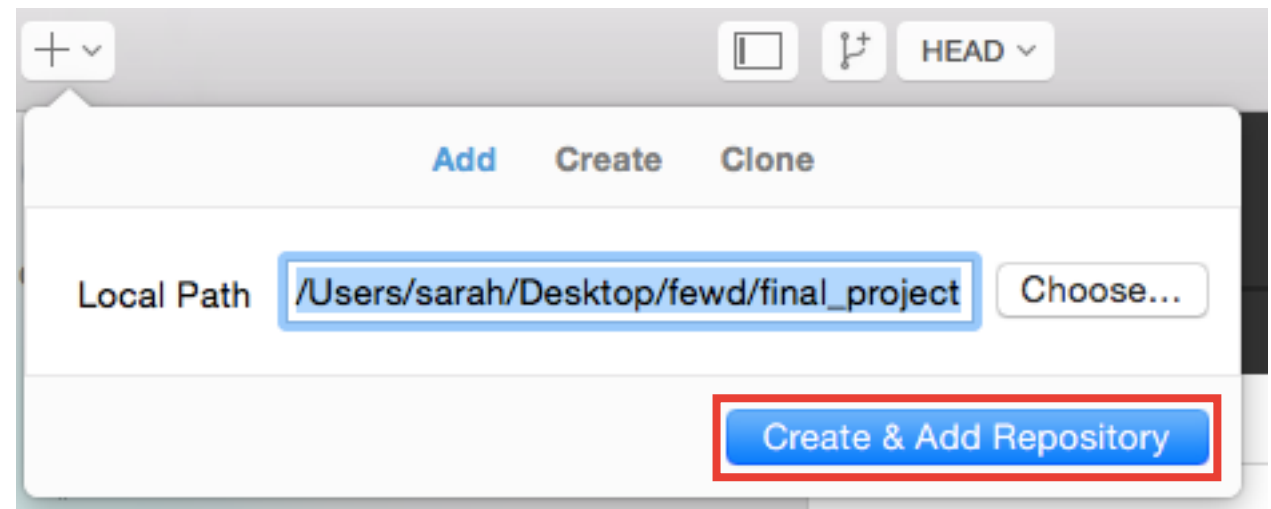 HEAD
Add Create Clone
Local Path /Users/sarah/Desktop/fewd/final_project Choose...
Create & Add Repository